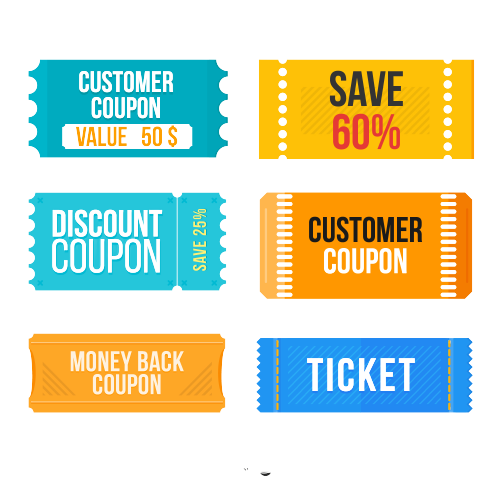 CUSTOMER
COUPON
VALUE 50 $
SAVE
60%
DISCOUNT
COUPON
SAVE 25%
CUSTOMER
COUPON
MONEY BACK
COUPON
TICKET